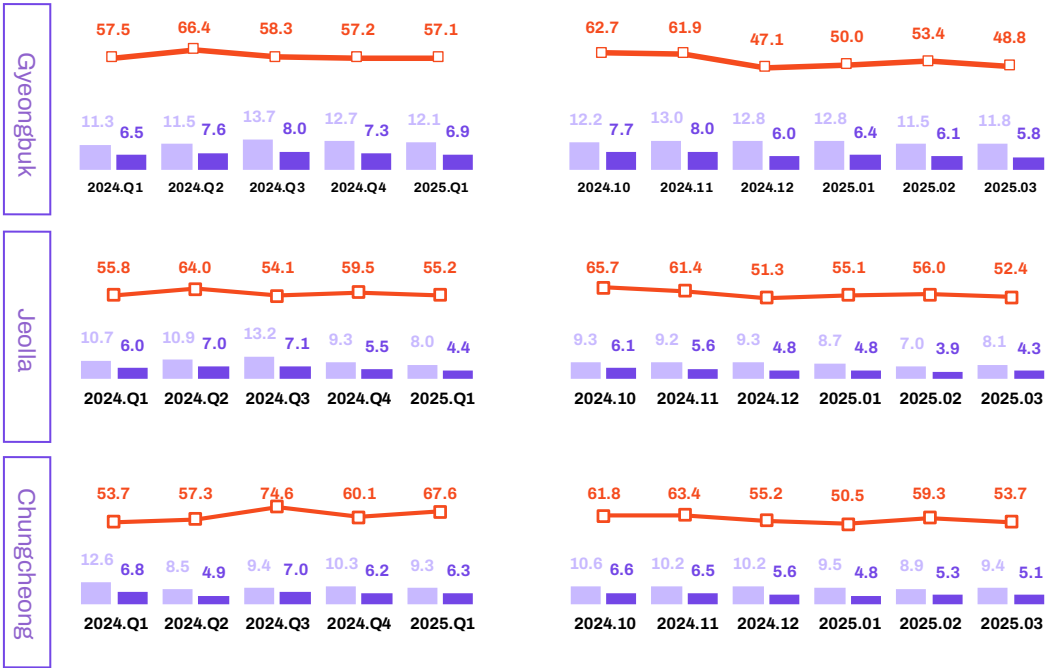 Gyeongbuk
57.5 66.4 58.3 57.2 57.1
11.3 6.5 11.5 7.6 13.7 8.0 12.7 7.3 12.1 6.9
2024.Q1 2024.Q2 2024.Q3 2024.Q4 2025.Q1
62.7 61.9 47.1 50.0 53.4 48.8
12.2 7.7 13.0 8.0 12.8 6.0 12.8 6.4 11.5 6.1 11.8 5.8
2024.10 2024.11 2024.12 2025.01 2025.02 2025.03
Jeolla
55.8 64.0 54.1 59.5 55.2
10.7 6.0 10.9 7.0 13.2 7.1 9.3 5.5 8.0 4.4
2024.Q1 2024.Q2 2024.Q3 2024.Q4 2025.Q1
65.7 61.4 51.3 55.1 56.0 52.4
9.3 6.1 9.2 5.6 9.3 4.8 8.7 4.8 7.0 3.9 8.1 4.3
2024.10 2024.11 2024.12 2025.01 2025.02 2025.03
Chungcheong
53.7 57.3 74.6 60.1 67.6
12.6 6.8 8.5 4.9 9.4 7.0 10.3 6.2 9.3 6.3
2024.Q1 2024.Q2 2024.Q3 2024.Q4 2025.Q1
61.8 63.4 55.2 50.5 59.3 53.7
10.6 6.6 10.2 6.5 10.2 5.6 9.5 4.8 8.9 5.3 9.4 5.1
2024.10 2024.11 2024.12 2025.01 2025.02 2025.03